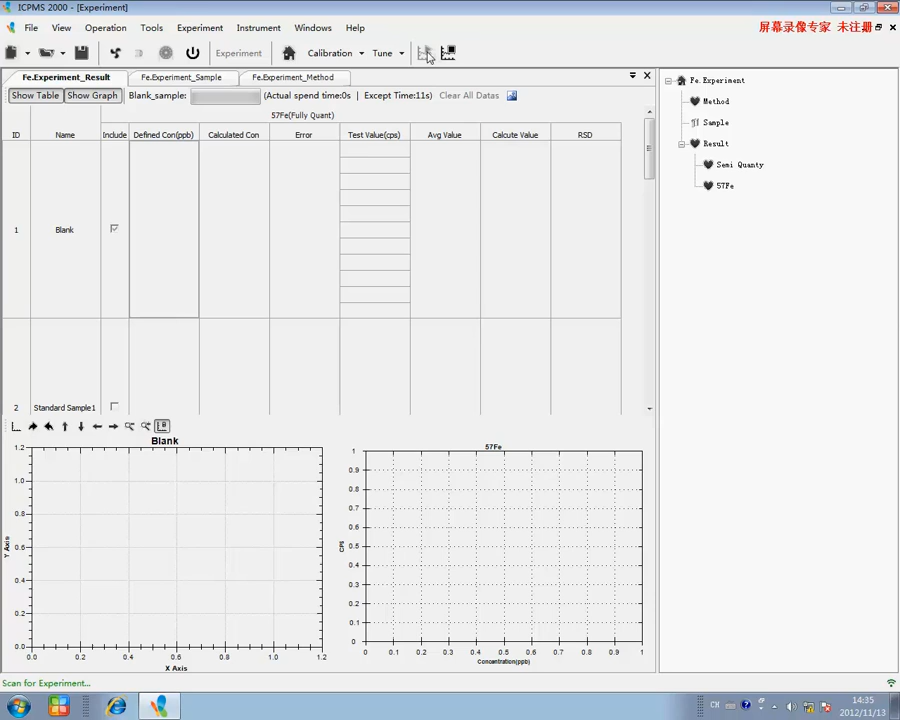 ICPMS 2000 - [Experiment]
File View Operation Tools Experiment Instrument Windows Help
屏幕录像专家 未注册
Experiment Calibration Tune
Fe.Experiment_Result Fe.Experiment_Sample Fe.Experiment_Method
Show Table Show Graph Blank_sample: (Actual spend time:0s | Except Time:11s) Clear All Datas
57Fe(Fully Quant)
ID Name Include Defined Con(ppb) Calculated Con Error Test Value(cps) Avg Value Calcute Value RSD
1 Blank
2 Standard Sample1
Fe.Experiment
Method
Sample
Result
Semi Quanty
57Fe
Blank
1.2
1.0
0.8
0.6
0.4
0.2
0.0
Y Axis
0.0 0.2 0.4 0.6 0.8 1.0 1.2
X Axis
57Fe
1
0.9
0.8
0.7
0.6
0.5
0.4
0.3
0.2
0.1
0
CPI
0 0.1 0.2 0.3 0.4 0.5 0.6 0.7 0.8 0.9 1
Concentration(ppb)
Scan for Experiment...
CH
14:35
2012/11/13